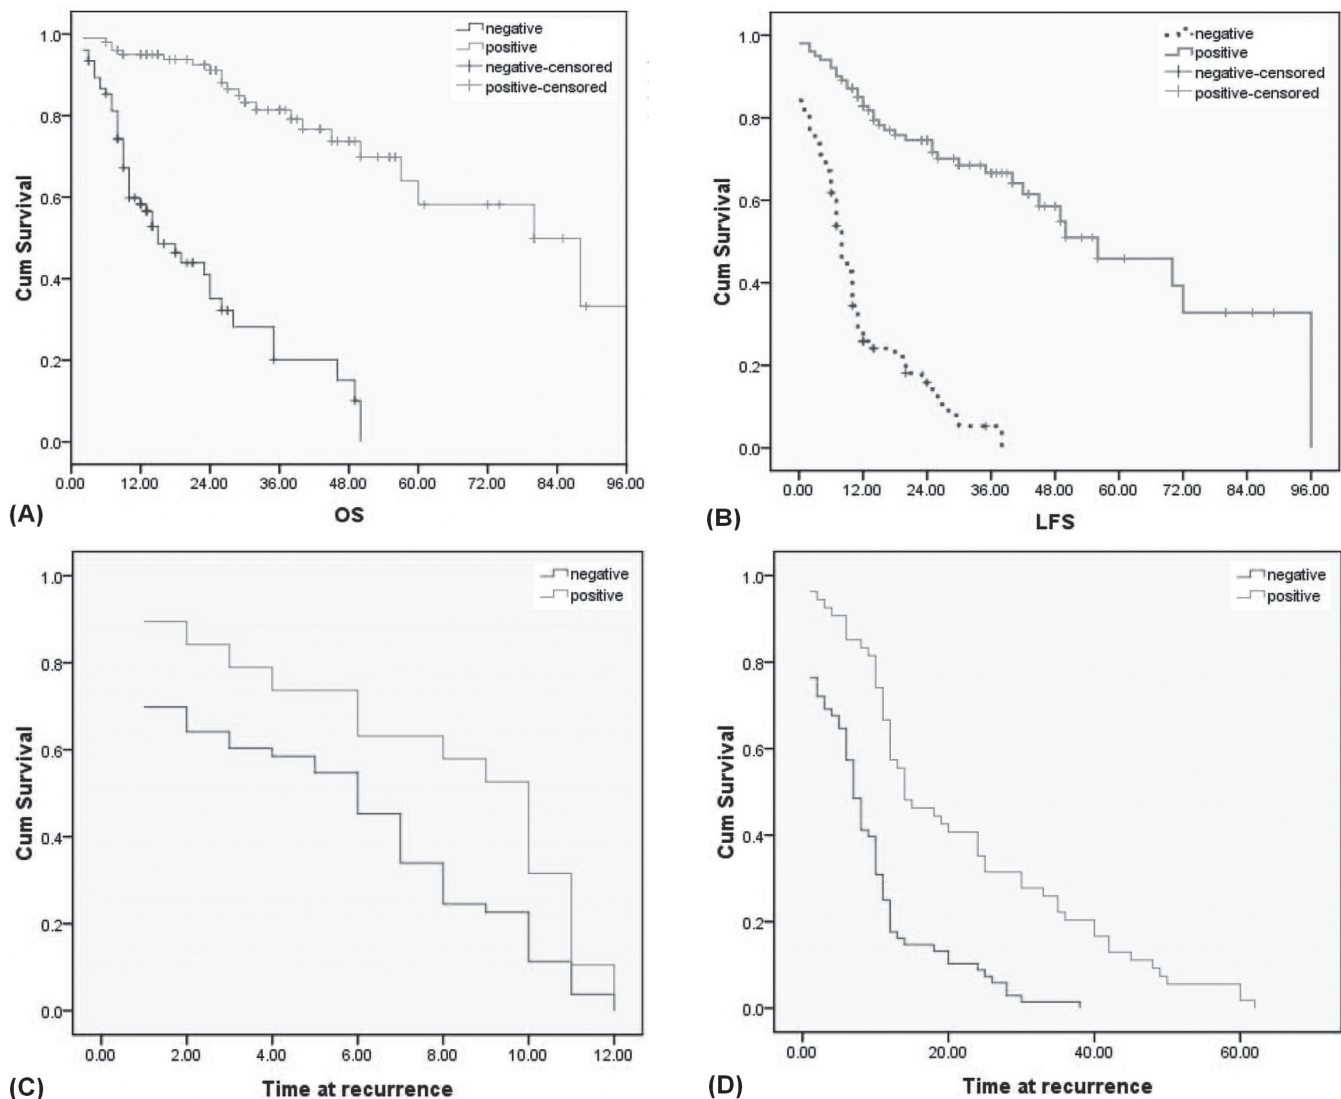 negative
positive
negative-censored
positive-censored
1.0
0.8
0.6
0.4
0.2
0.0
Cum Survival
0.00 12.00 24.00 36.00 48.00 60.00 72.00 84.00 96.00
(A)
OS
negative
positive
negative-censored
positive-censored
1.0
0.8
0.6
0.4
0.2
0.0
Cum Survival
0.00 12.00 24.00 36.00 48.00 60.00 72.00 84.00 96.00
(B)
LFS
negative
positive
1.0
0.8
0.6
0.4
0.2
0.0
Cum Survival
0.00 2.00 4.00 6.00 8.00 10.00 12.00
(C)
Time at recurrence
negative
positive
1.0
0.8
0.6
0.4
0.2
0.0
Cum Survival
0.00 20.00 40.00 60.00
(D)
Time at recurrence